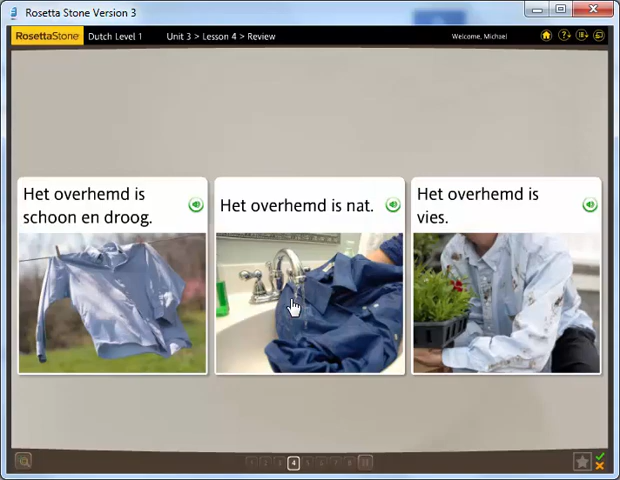 Rosetta Stone Version 3
RosettaStone Dutch Level 1 Unit 3 > Lesson 4 > Review Welcome, Michael
Het overhemd is
schoon en droog.
Het overhemd is nat.
Het overhemd is
vies.
4